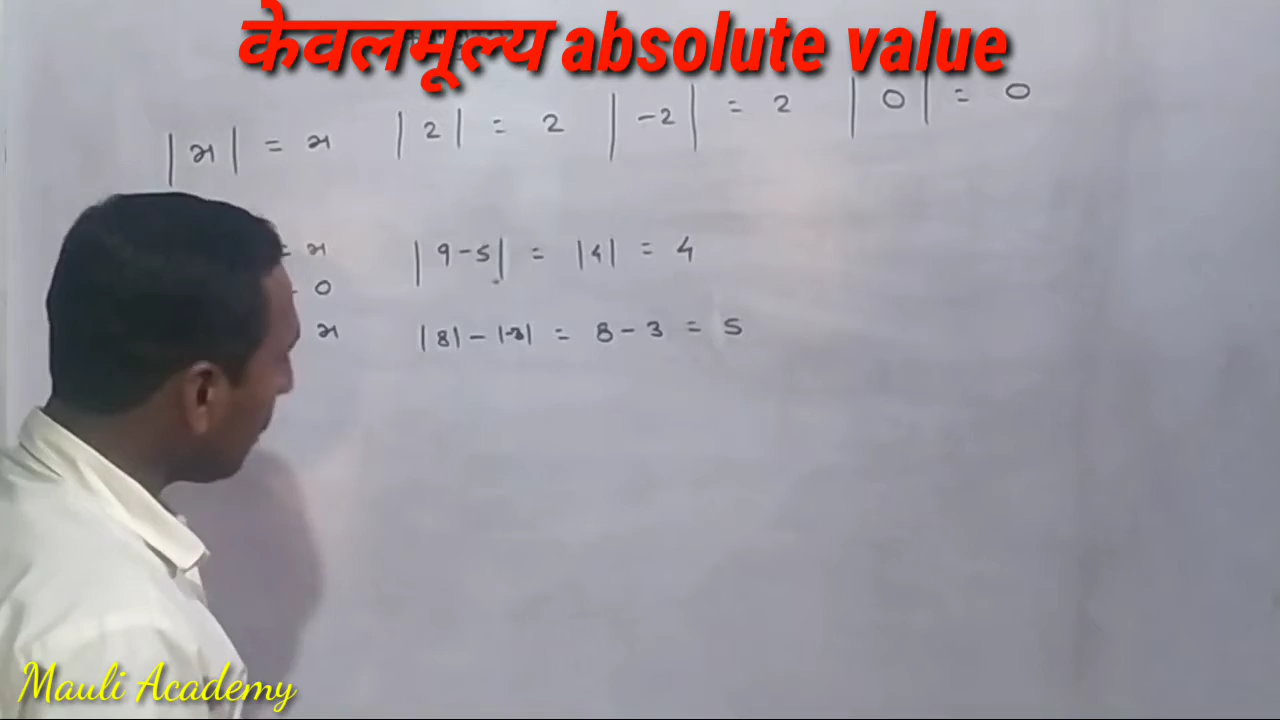 केवलमूल्य absolute value
|अ| = अ |2| = 2 |-2| = 2 |0| = 0
= अ |9-5| = |4| = 4
- 0
अ |8| - |-3| = 8 - 3 = 5
Mauli Academy